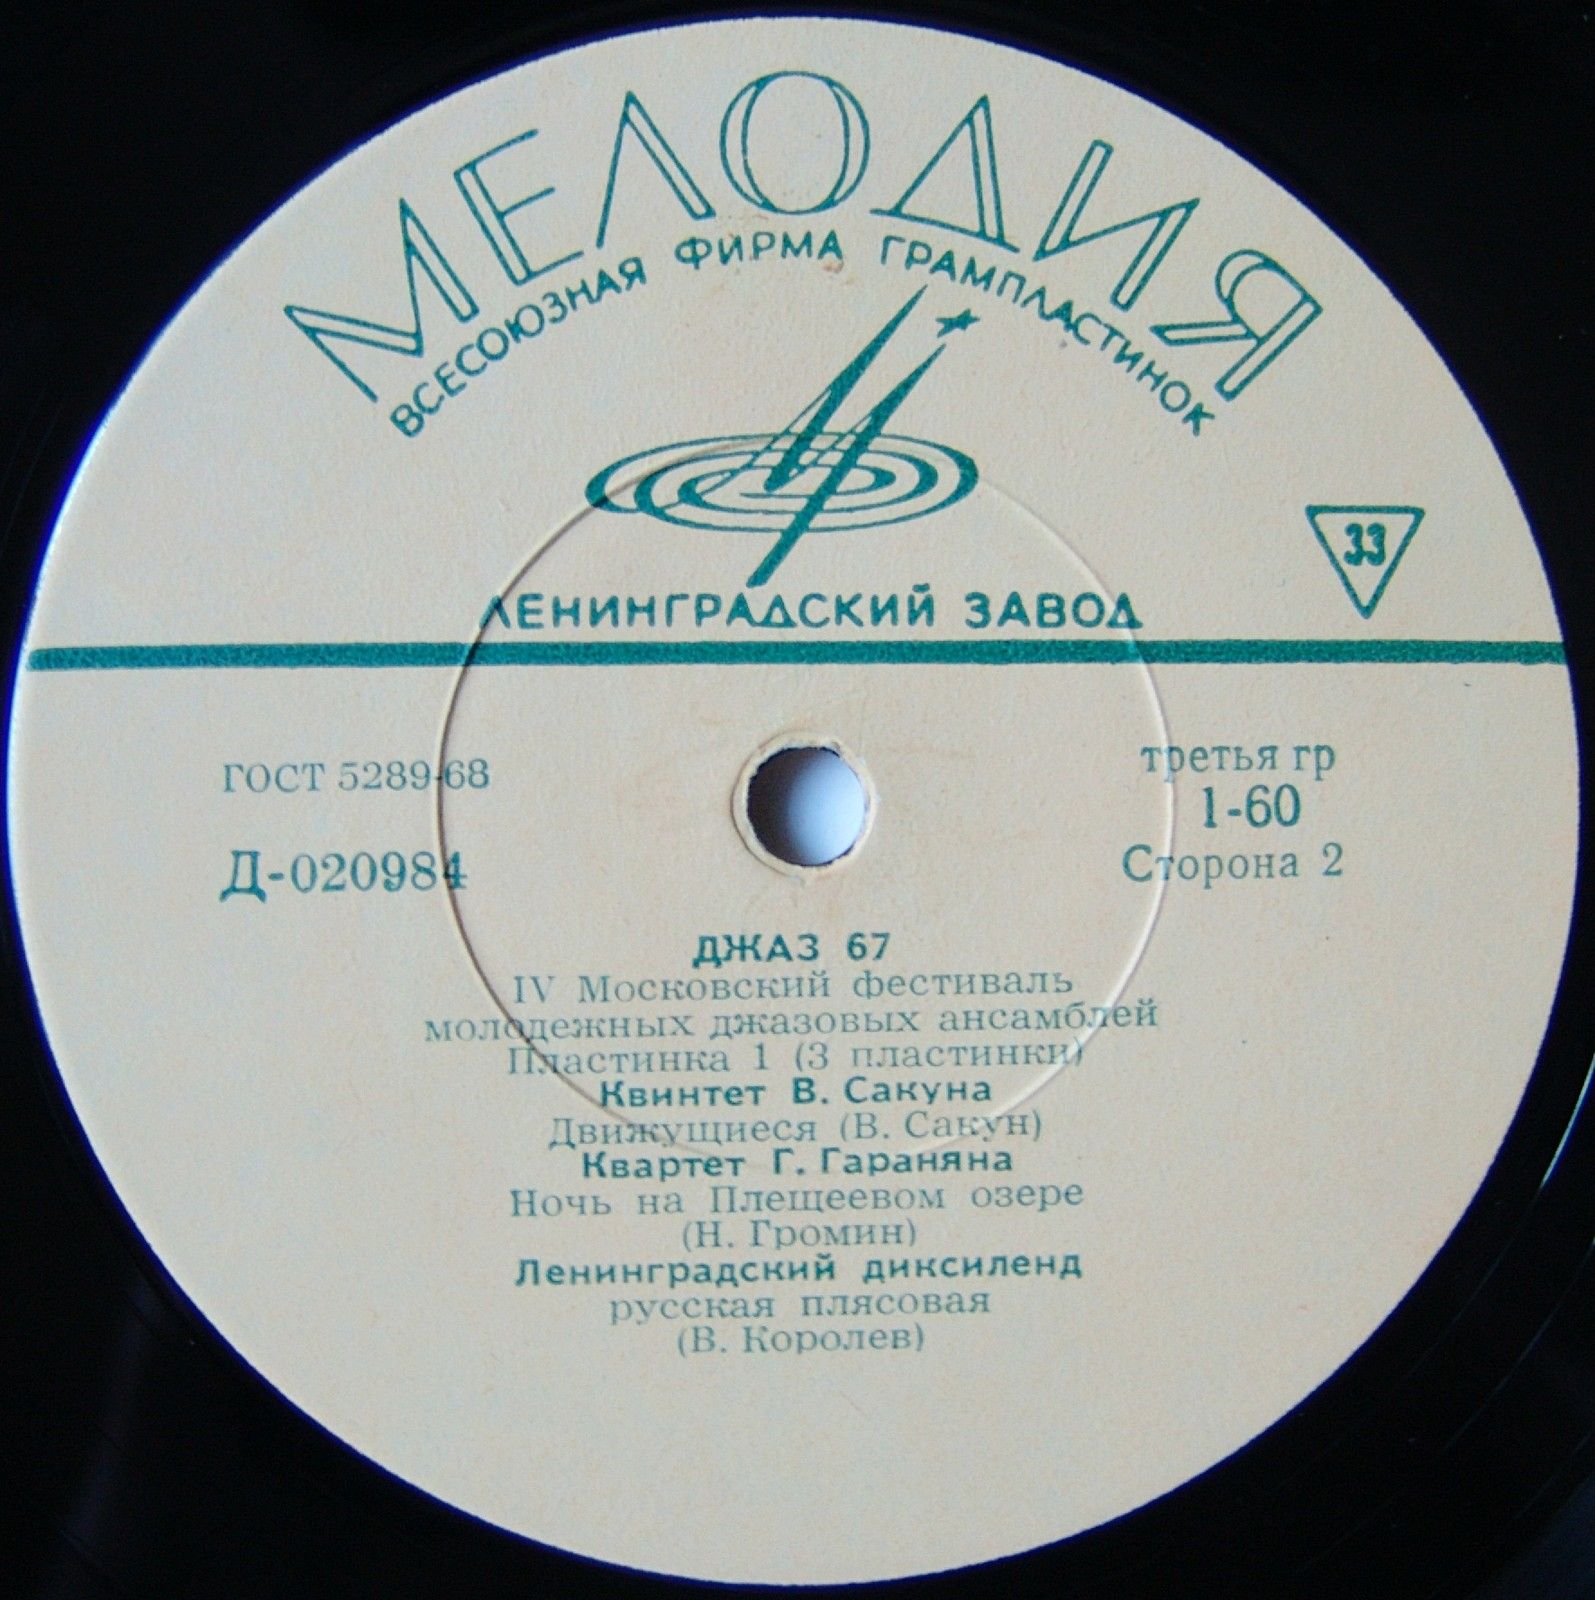 МЕЛОДИЯ
ВСЕСОЮЗНАЯ ФИРМА ГРАМПЛАСТИНОК
33
ЛЕНИНГРАДСКИЙ ЗАВОД
ГОСТ 5289-68
третья гр
1-60
Д-020984
Сторона 2
ДЖАЗ 67
IV Московский фестиваль
молодежных джазовых ансамблей
Пластинка 1 (3 пластинки)
Квинтет В. Сакуна
Движущиеся (В. Сакун)
Квартет Г. Гараняна
Ночь на Плещеевом озере
(Н. Громин)
Ленинградский диксиленд
русская плясовая
(В. Королев)